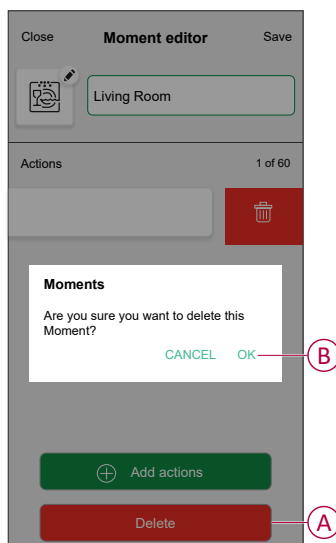 Close Moment editor Save
Living Room
Actions 1 of 60
Moments
Are you sure you want to delete this
Moment?
CANCEL OK
B
Add actions
Delete
A